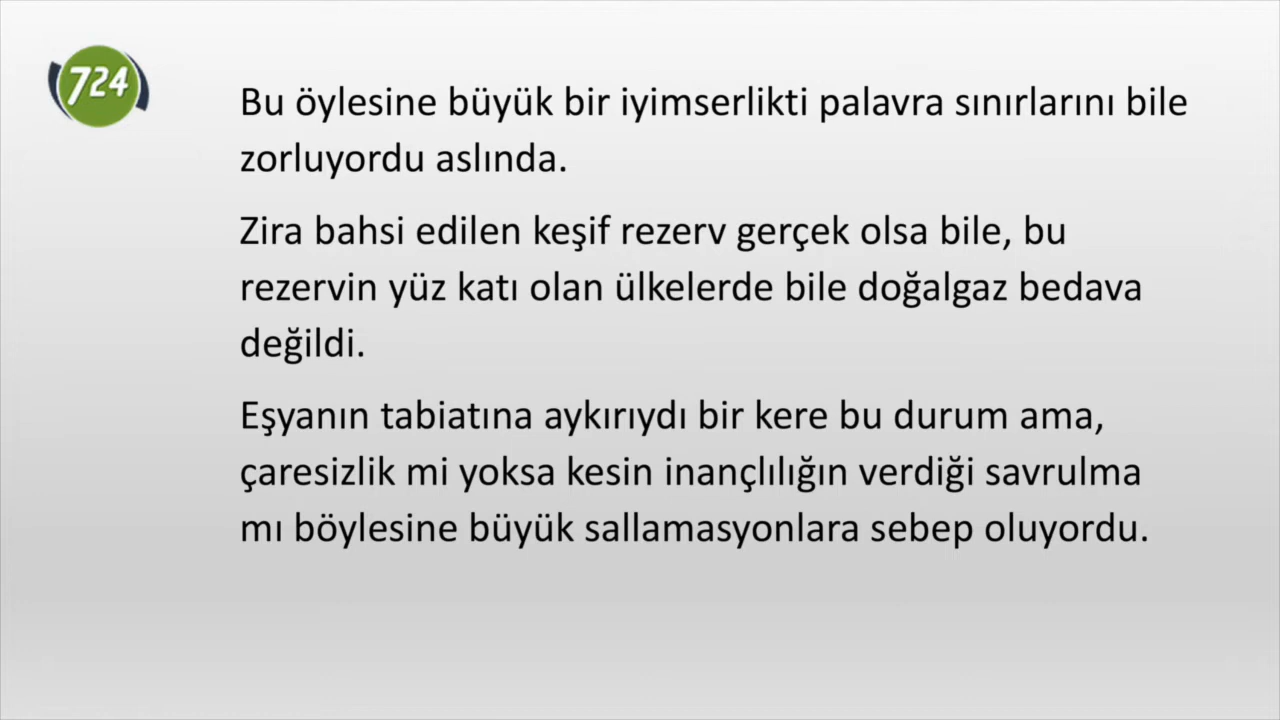 724
Bu öylesine büyük bir iyimserlikti palavra sınırlarını bile
zorluyordu aslında.
Zira bahsi edilen keşif rezerv gerçek olsa bile, bu
rezervin yüz katı olan ülkelerde bile doğalgaz bedava
değildi.
Eşyanın tabiatına aykırıydı bir kere bu durum ama,
çaresizlik mi yoksa kesin inançlılığın verdiği savrulma
mı böylesine büyük sallamasyonlara sebep oluyordu.